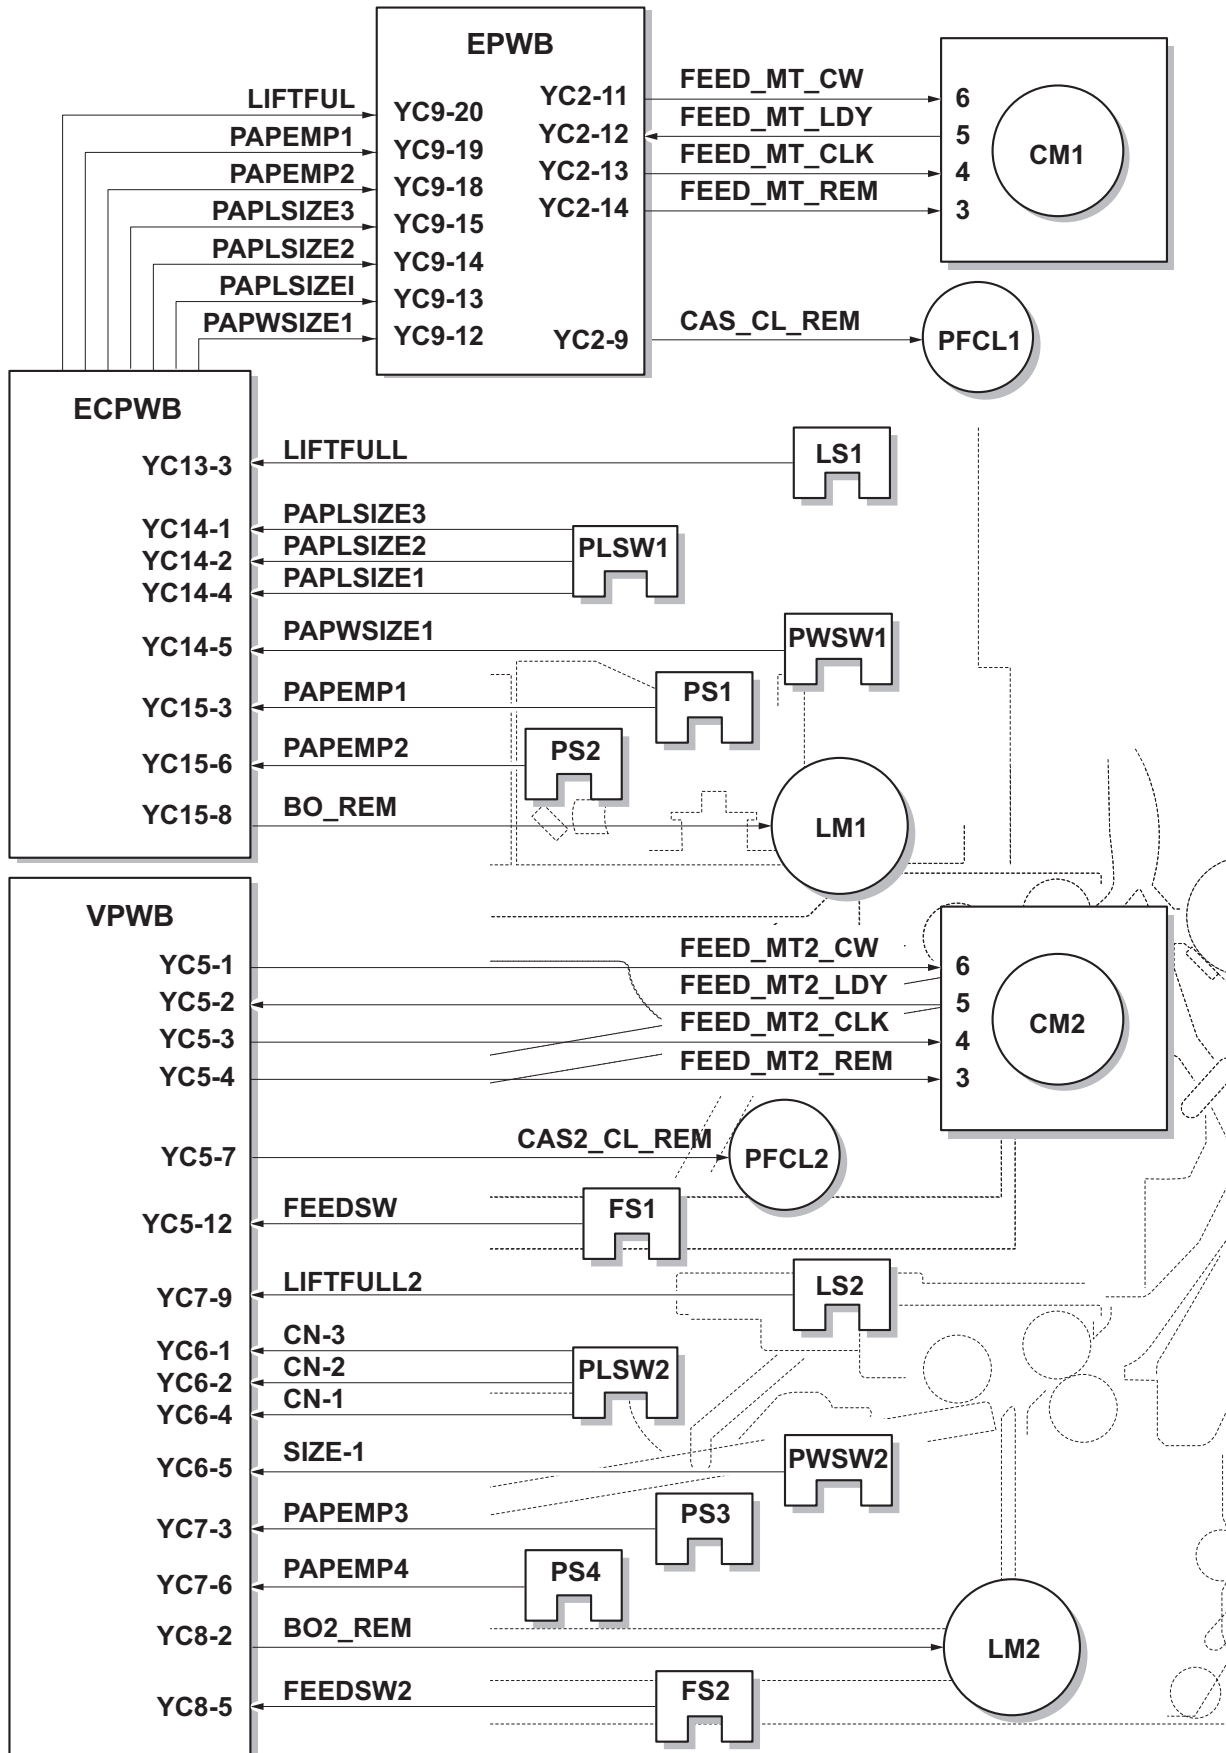 EPWB
LIFTFUL
PAPEMP1
PAPEMP2
PAPLSIZE3
PAPLSIZE2
PAPLSIZEI
PAPWSIZE1
YC9-20
YC9-19
YC9-18
YC9-15
YC9-14
YC9-13
YC9-12
YC2-11
YC2-12
YC2-13
YC2-14
YC2-9
FEED_MT_CW
FEED_MT_LDY
FEED_MT_CLK
FEED_MT_REM
6
5
4
3
CM1
CAS_CL_REM
PFCL1
ECPWB
YC13-3
LIFTFULL
LS1
YC14-1
PAPLSIZE3
YC14-2
PAPLSIZE2
YC14-4
PAPLSIZE1
PLSW1
YC14-5
PAPWSIZE1
PWSW1
YC15-3
PAPEMP1
PS1
YC15-6
PAPEMP2
PS2
YC15-8
BO_REM
LM1
VPWB
YC5-1
FEED_MT2_CW
6
YC5-2
FEED_MT2_LDY
5
YC5-3
FEED_MT2_CLK
4
YC5-4
FEED_MT2_REM
3
CM2
YC5-7
CAS2_CL_REM
PFCL2
YC5-12
FEEDSW
FS1
YC7-9
LIFTFULL2
LS2
YC6-1
CN-3
YC6-2
CN-2
YC6-4
CN-1
PLSW2
YC6-5
SIZE-1
PWSW2
YC7-3
PAPEMP3
PS3
YC7-6
PAPEMP4
PS4
YC8-2
BO2_REM
LM2
YC8-5
FEEDSW2
FS2